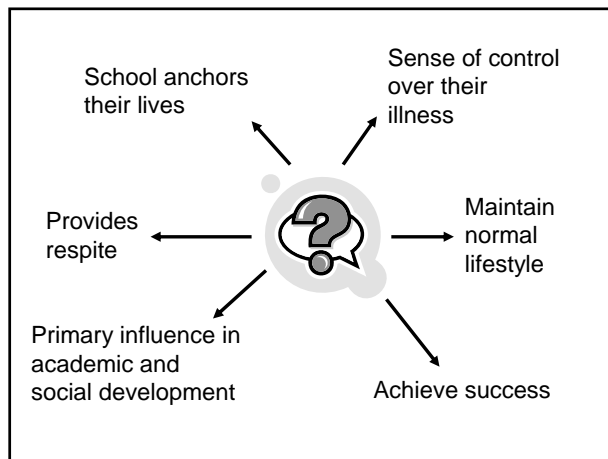 School anchors
their lives
Sense of control
over their
illness
Provides
respite
Maintain
normal
lifestyle
Primary influence in
academic and
social development
Achieve success
?